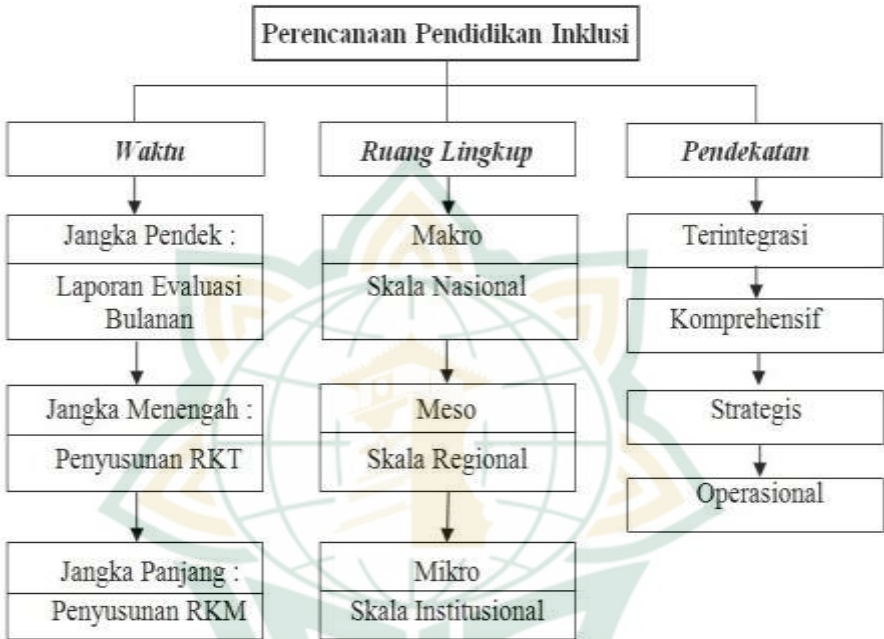 Perencanaan Pendidikan Inklusi
Waktu
Jangka Pendek :
Laporan Evaluasi
Bulanan
Jangka Menengah :
Penyusunan RKT
Jangka Panjang :
Penyusunan RKM
Ruang Lingkup
Makro
Skala Nasional
Meso
Skala Regional
Mikro
Skala Institusional
Pendekatan
Terintegrasi
Komprehensif
Strategis
Operasional